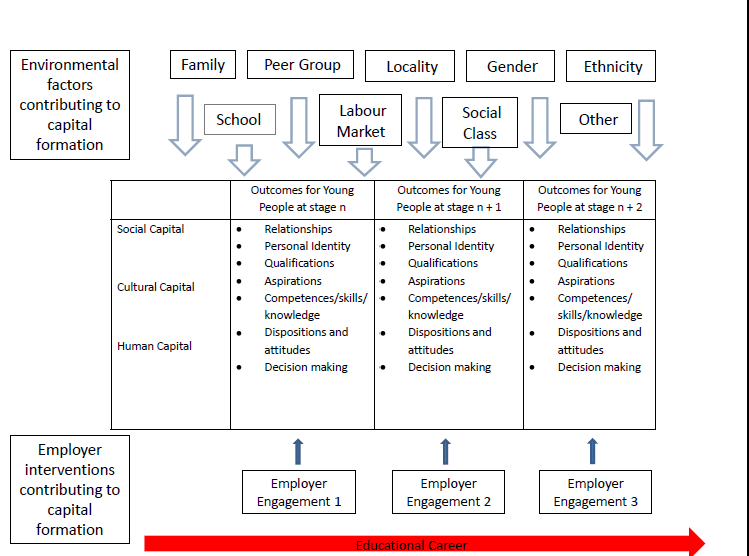 Environmental
factors
contributing to
capital
formation
Family
Peer Group
Locality
Gender
Ethnicity
School
Labour
Market
Social
Class
Other
Outcomes for Young
People at stage n
Outcomes for Young
People at stage n + 1
Outcomes for Young
People at stage n + 2
Social Capital
Cultural Capital
Human Capital
• Relationships
• Personal Identity
• Qualifications
• Aspirations
• Competences/skills/
knowledge
• Dispositions and
attitudes
• Decision making
• Relationships
• Personal Identity
• Qualifications
• Aspirations
• Competences/skills/
knowledge
• Dispositions and
attitudes
• Decision making
• Relationships
• Personal Identity
• Qualifications
• Aspirations
• Competences/
skills/knowledge
• Dispositions and
attitudes
• Decision making
Employer
interventions
contributing to
capital
formation
Employer
Engagement 1
Employer
Engagement 2
Employer
Engagement 3
Educational Career